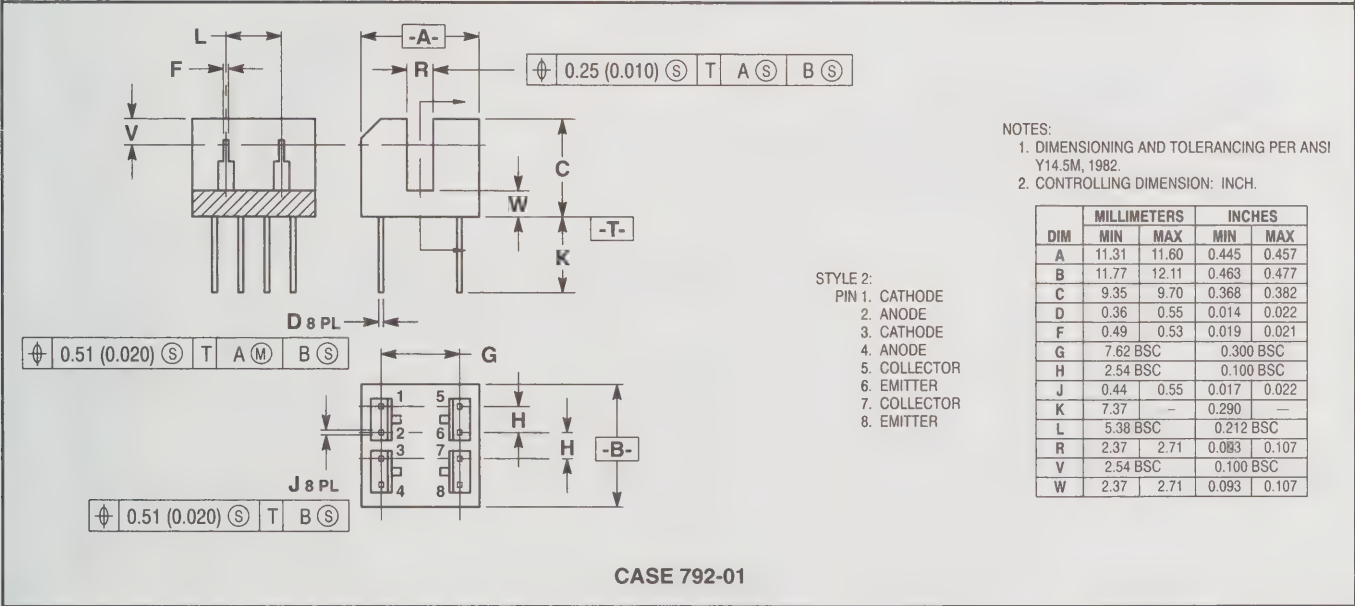 L
-A-
F
R
⌖ 0.25 (0.010) Ⓢ T A Ⓢ B Ⓢ
V
C
W
-T-
K
D 8 PL
⌖ 0.51 (0.020) Ⓢ T A Ⓜ B Ⓢ
G
1 5
H
2 6
3 7
H
-B-
J 8 PL
4 8
⌖ 0.51 (0.020) Ⓢ T B Ⓢ
STYLE 2:
PIN 1. CATHODE
2. ANODE
3. CATHODE
4. ANODE
5. COLLECTOR
6. EMITTER
7. COLLECTOR
8. EMITTER
NOTES:
1. DIMENSIONING AND TOLERANCING PER ANSI
Y14.5M, 1982.
2. CONTROLLING DIMENSION: INCH.
MILLIMETERS INCHES
DIM MIN MAX MIN MAX
A 11.31 11.60 0.445 0.457
B 11.77 12.11 0.463 0.477
C 9.35 9.70 0.368 0.382
D 0.36 0.55 0.014 0.022
F 0.49 0.53 0.019 0.021
G 7.62 BSC 0.300 BSC
H 2.54 BSC 0.100 BSC
J 0.44 0.55 0.017 0.022
K 7.37 – 0.290 —
L 5.38 BSC 0.212 BSC
R 2.37 2.71 0.093 0.107
V 2.54 BSC 0.100 BSC
W 2.37 2.71 0.093 0.107
CASE 792-01